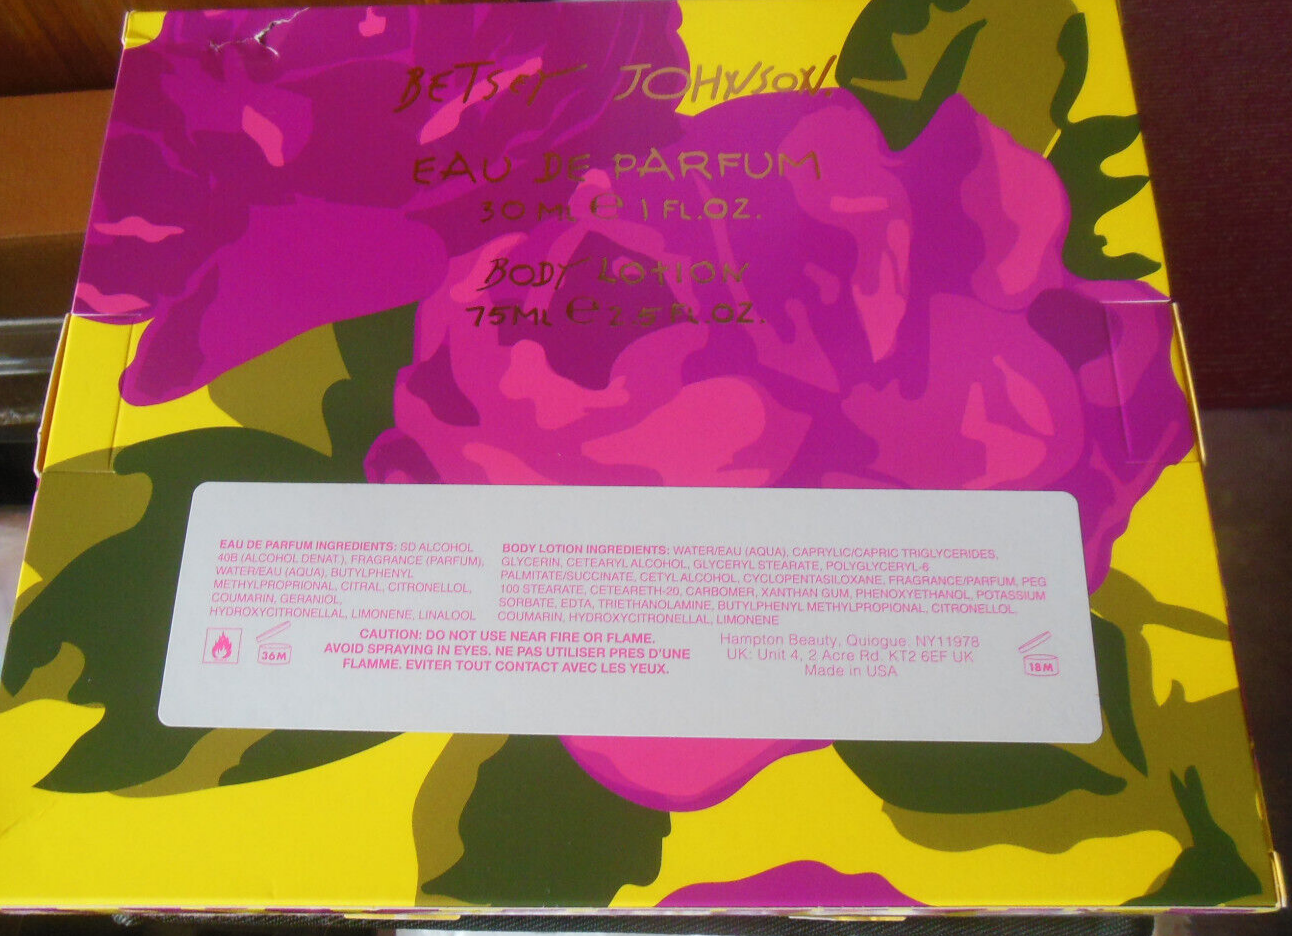 BETSEY JOHNSON.
EAU DE PARFUM
30 ML e 1 FL.OZ.
BODY LOTION
75ML e 2.5 FL.OZ.
EAU DE PARFUM INGREDIENTS: SD ALCOHOL
40B (ALCOHOL DENAT.), FRAGRANCE (PARFUM),
WATER/EAU (AQUA), BUTYLPHENYL
METHYLPROPRIONAL, CITRAL, CITRONELLOL,
COUMARIN, GERANIOL,
HYDROXYCITRONELLAL, LIMONENE, LINALOOL
BODY LOTION INGREDIENTS: WATER/EAU (AQUA), CAPRYLIC/CAPRIC TRIGLYCERIDES,
GLYCERIN, CETEARYL ALCOHOL, GLYCERYL STEARATE, POLYGLYCERYL-6
PALMITATE/SUCCINATE, CETYL ALCOHOL, CYCLOPENTASILOXANE, FRAGRANCE/PARFUM, PEG
100 STEARATE, CETEARETH-20, CARBOMER, XANTHAN GUM, PHENOXYETHANOL, POTASSIUM
SORBATE, EDTA, TRIETHANOLAMINE, BUTYLPHENYL METHYLPROPIONAL, CITRONELLOL,
COUMARIN, HYDROXYCITRONELLAL, LIMONENE
36M
CAUTION: DO NOT USE NEAR FIRE OR FLAME.
AVOID SPRAYING IN EYES. NE PAS UTILISER PRES D'UNE
FLAMME. EVITER TOUT CONTACT AVEC LES YEUX.
Hampton Beauty, Quiogue, NY11978
UK: Unit 4, 2 Acre Rd. KT2 6EF UK
Made in USA
18M